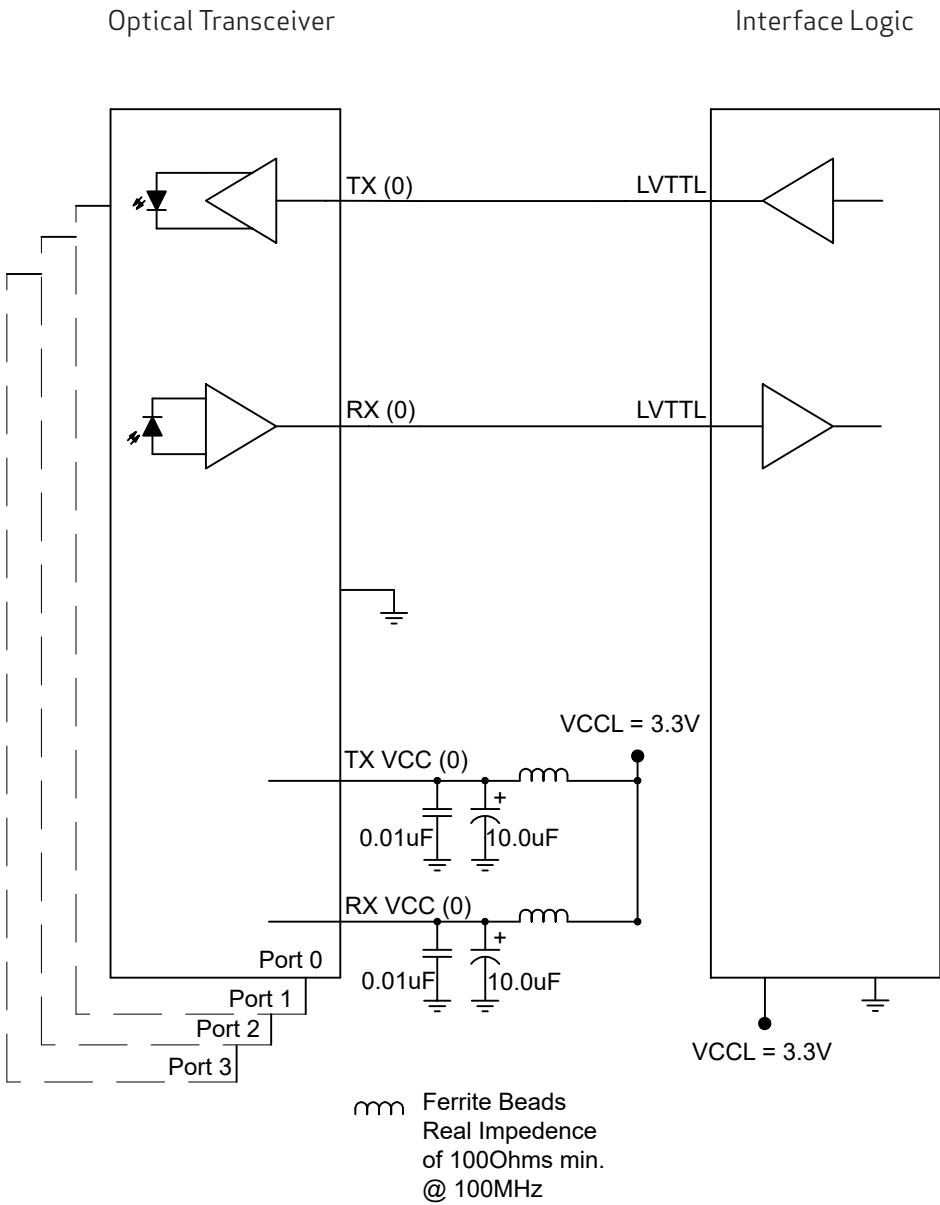 Optical Transceiver
Interface Logic
TX (0)
LVTTL
RX (0)
LVTTL
VCCL = 3.3V
TX VCC (0)
+
0.01uF
10.0uF
RX VCC (0)
+
0.01uF
10.0uF
Port 0
Port 1
Port 2
Port 3
VCCL = 3.3V
Ferrite Beads
Real Impedence
of 100Ohms min.
@ 100MHz